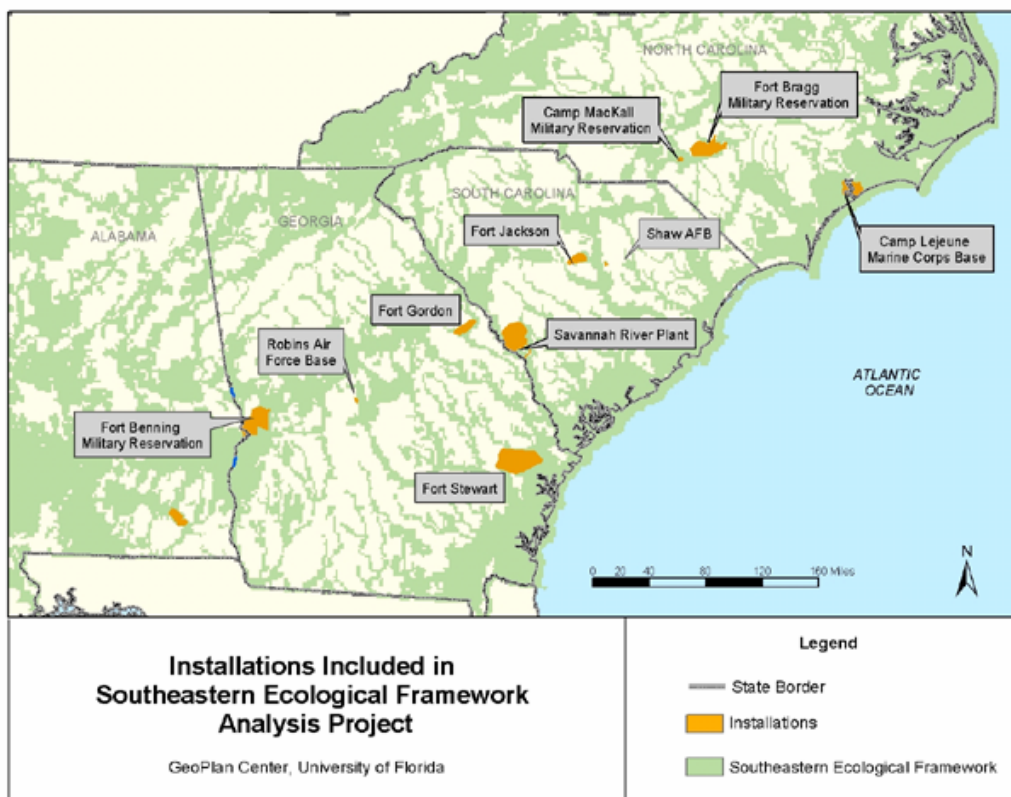 NORTH CAROLINA
Fort Bragg
Military Reservation
Camp MacKall
Military Reservation
SOUTH CAROLINA
GEORGIA
ALABAMA
Fort Jackson
Shaw AFB
Camp Lejeune
Marine Corps Base
Fort Gordon
Savannah River Plant
Robins Air
Force Base
ATLANTIC
OCEAN
Fort Benning
Military Reservation
Fort Stewart
N
0 20 40 80 120 160 Miles
Installations Included in
Southeastern Ecological Framework
Analysis Project
GeoPlan Center, University of Florida
Legend
State Border
Installations
Southeastern Ecological Framework